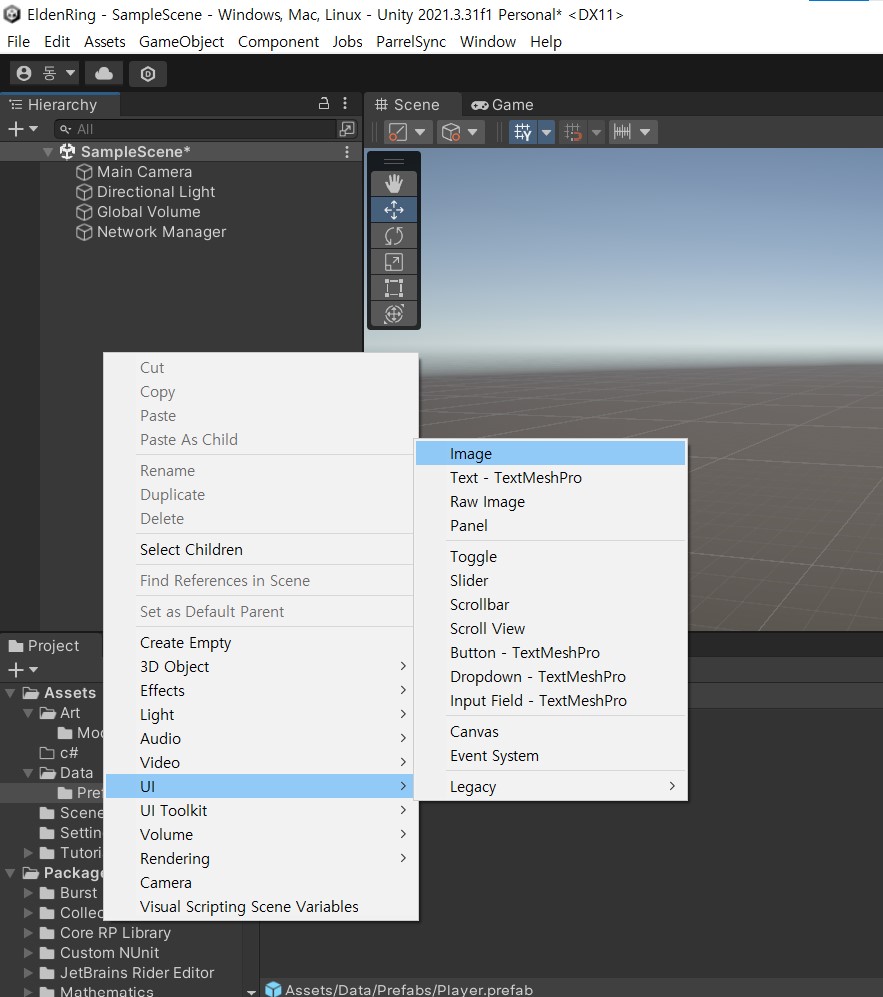 EldenRing - SampleScene - Windows, Mac, Linux - Unity 2021.3.31f1 Personal* <DX11>
File Edit Assets GameObject Component Jobs ParrelSync Window Help
동
Hierarchy
Scene Game
All
SampleScene*
Main Camera
Directional Light
Global Volume
Network Manager
Cut
Copy
Paste
Paste As Child
Rename
Duplicate
Delete
Select Children
Find References in Scene
Set as Default Parent
Create Empty
3D Object
Effects
Light
Audio
Video
UI
UI Toolkit
Volume
Rendering
Camera
Visual Scripting Scene Variables
Image
Text - TextMeshPro
Raw Image
Panel
Toggle
Slider
Scrollbar
Scroll View
Button - TextMeshPro
Dropdown - TextMeshPro
Input Field - TextMeshPro
Canvas
Event System
Legacy
Project
Assets
Art
Mod
c#
Data
Pref
Scene
Settin
Tutori
Package
Burst
Collec
Core RP Library
Custom NUnit
JetBrains Rider Editor
Mathematics
Assets/Data/Prefabs/Player.prefab